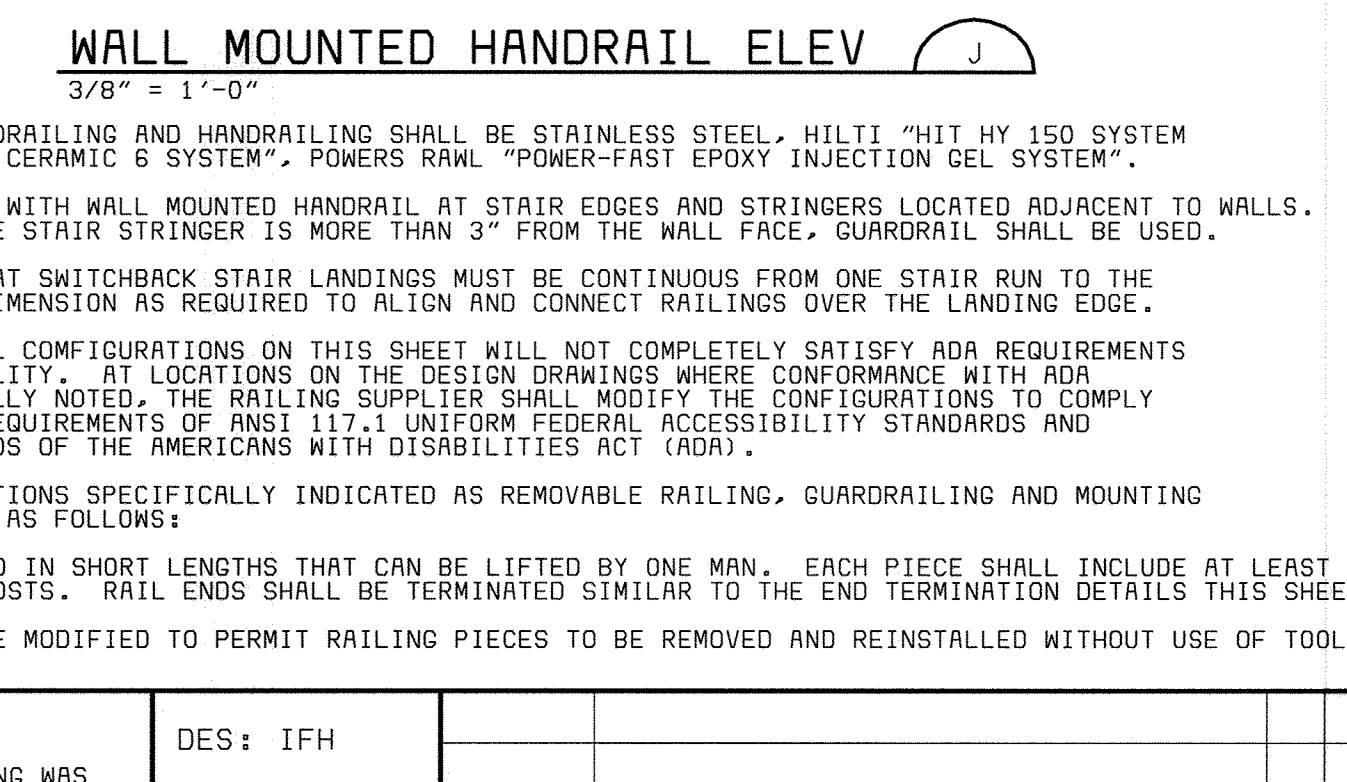 WALL MOUNTED HANDRAIL ELEV J
3/8" = 1'-0"
DRAILING AND HANDRAILING SHALL BE STAINLESS STEEL, HILTI "HIT HY 150 SYSTEM
CERAMIC 6 SYSTEM", POWERS RAWL "POWER-FAST EPOXY INJECTION GEL SYSTEM".
WITH WALL MOUNTED HANDRAIL AT STAIR EDGES AND STRINGERS LOCATED ADJACENT TO WALLS.
E STAIR STRINGER IS MORE THAN 3" FROM THE WALL FACE, GUARDRAIL SHALL BE USED.
AT SWITCHBACK STAIR LANDINGS MUST BE CONTINUOUS FROM ONE STAIR RUN TO THE
IMENSION AS REQUIRED TO ALIGN AND CONNECT RAILINGS OVER THE LANDING EDGE.
L COMFIGURATIONS ON THIS SHEET WILL NOT COMPLETELY SATISFY ADA REQUIREMENTS
LITY. AT LOCATIONS ON THE DESIGN DRAWINGS WHERE CONFORMANCE WITH ADA
LLY NOTED, THE RAILING SUPPLIER SHALL MODIFY THE CONFIGURATIONS TO COMPLY
EQUIREMENTS OF ANSI 117.1 UNIFORM FEDERAL ACCESSIBILITY STANDARDS AND
DS OF THE AMERICANS WITH DISABILITIES ACT (ADA).
TIONS SPECIFICALLY INDICATED AS REMOVABLE RAILING, GUARDRAILING AND MOUNTING
AS FOLLOWS:
D IN SHORT LENGTHS THAT CAN BE LIFTED BY ONE MAN. EACH PIECE SHALL INCLUDE AT LEAST
OSTS. RAIL ENDS SHALL BE TERMINATED SIMILAR TO THE END TERMINATION DETAILS THIS SHEE
E MODIFIED TO PERMIT RAILING PIECES TO BE REMOVED AND REINSTALLED WITHOUT USE OF TOOL
DES: IFH
NG WAS